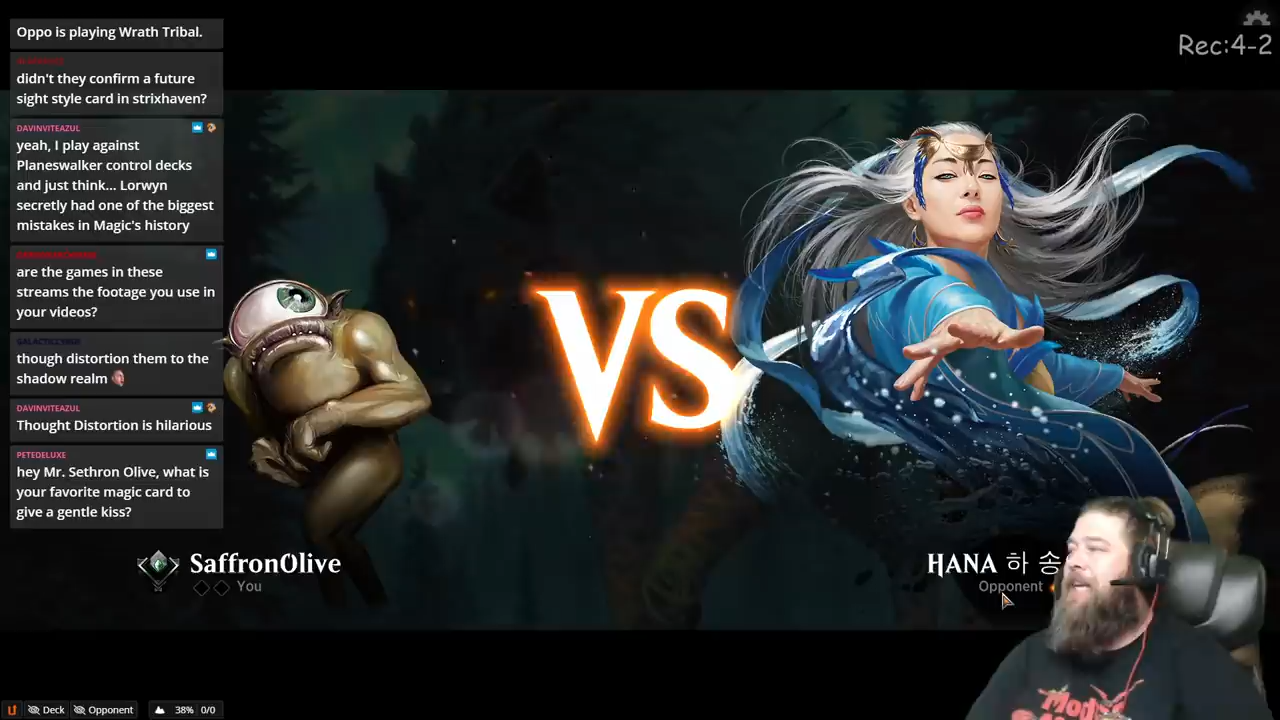 Oppo is playing Wrath Tribal.
didn't they confirm a future
sight style card in strixhaven?
DAVINVITEAZUL
yeah, I play against
Planeswalker control decks
and just think... Lorwyn
secretly had one of the biggest
mistakes in Magic's history
are the games in these
streams the footage you use in
your videos?
though distortion them to the
shadow realm
DAVINVITEAZUL
Thought Distortion is hilarious
PETEDELUXE
hey Mr. Sethron Olive, what is
your favorite magic card to
give a gentle kiss?
Rec:4-2
VS
SaffronOlive
You
HANA 하 송
Opponent
Deck
Opponent
38%
0/0